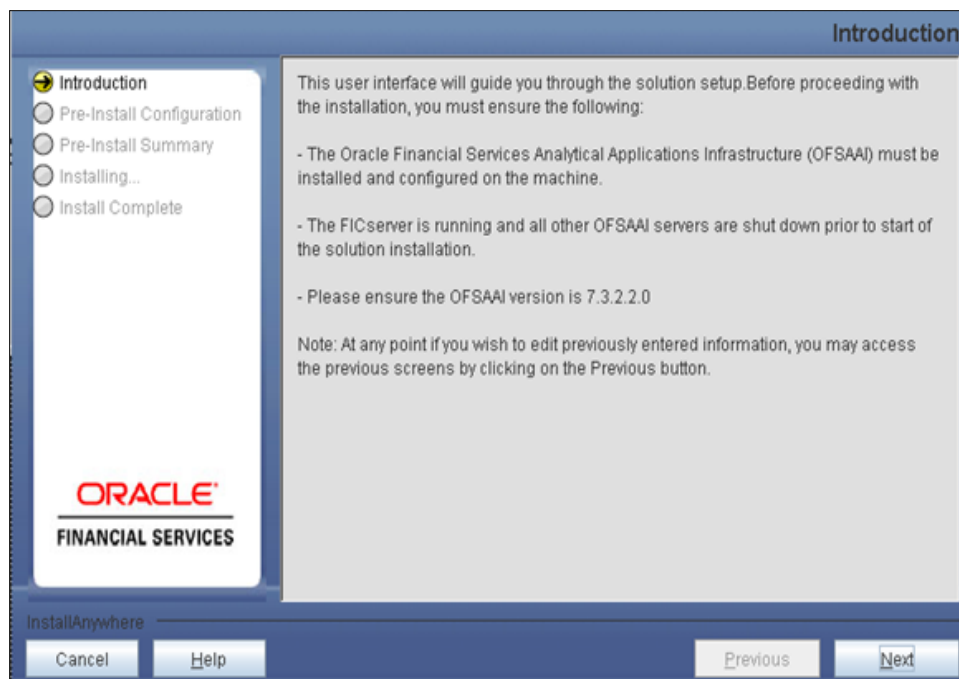 Introduction
Introduction
Pre-Install Configuration
Pre-Install Summary
Installing...
Install Complete
ORACLE
FINANCIAL SERVICES
This user interface will guide you through the solution setup.Before proceeding with
the installation, you must ensure the following:
- The Oracle Financial Services Analytical Applications Infrastructure (OFSAAI) must be
installed and configured on the machine.
- The FICserver is running and all other OFSAAI servers are shut down prior to start of
the solution installation.
- Please ensure the OFSAAI version is 7.3.2.2.0
Note: At any point if you wish to edit previously entered information, you may access
the previous screens by clicking on the Previous button.
InstallAnywhere
Cancel
Help
Previous
Next